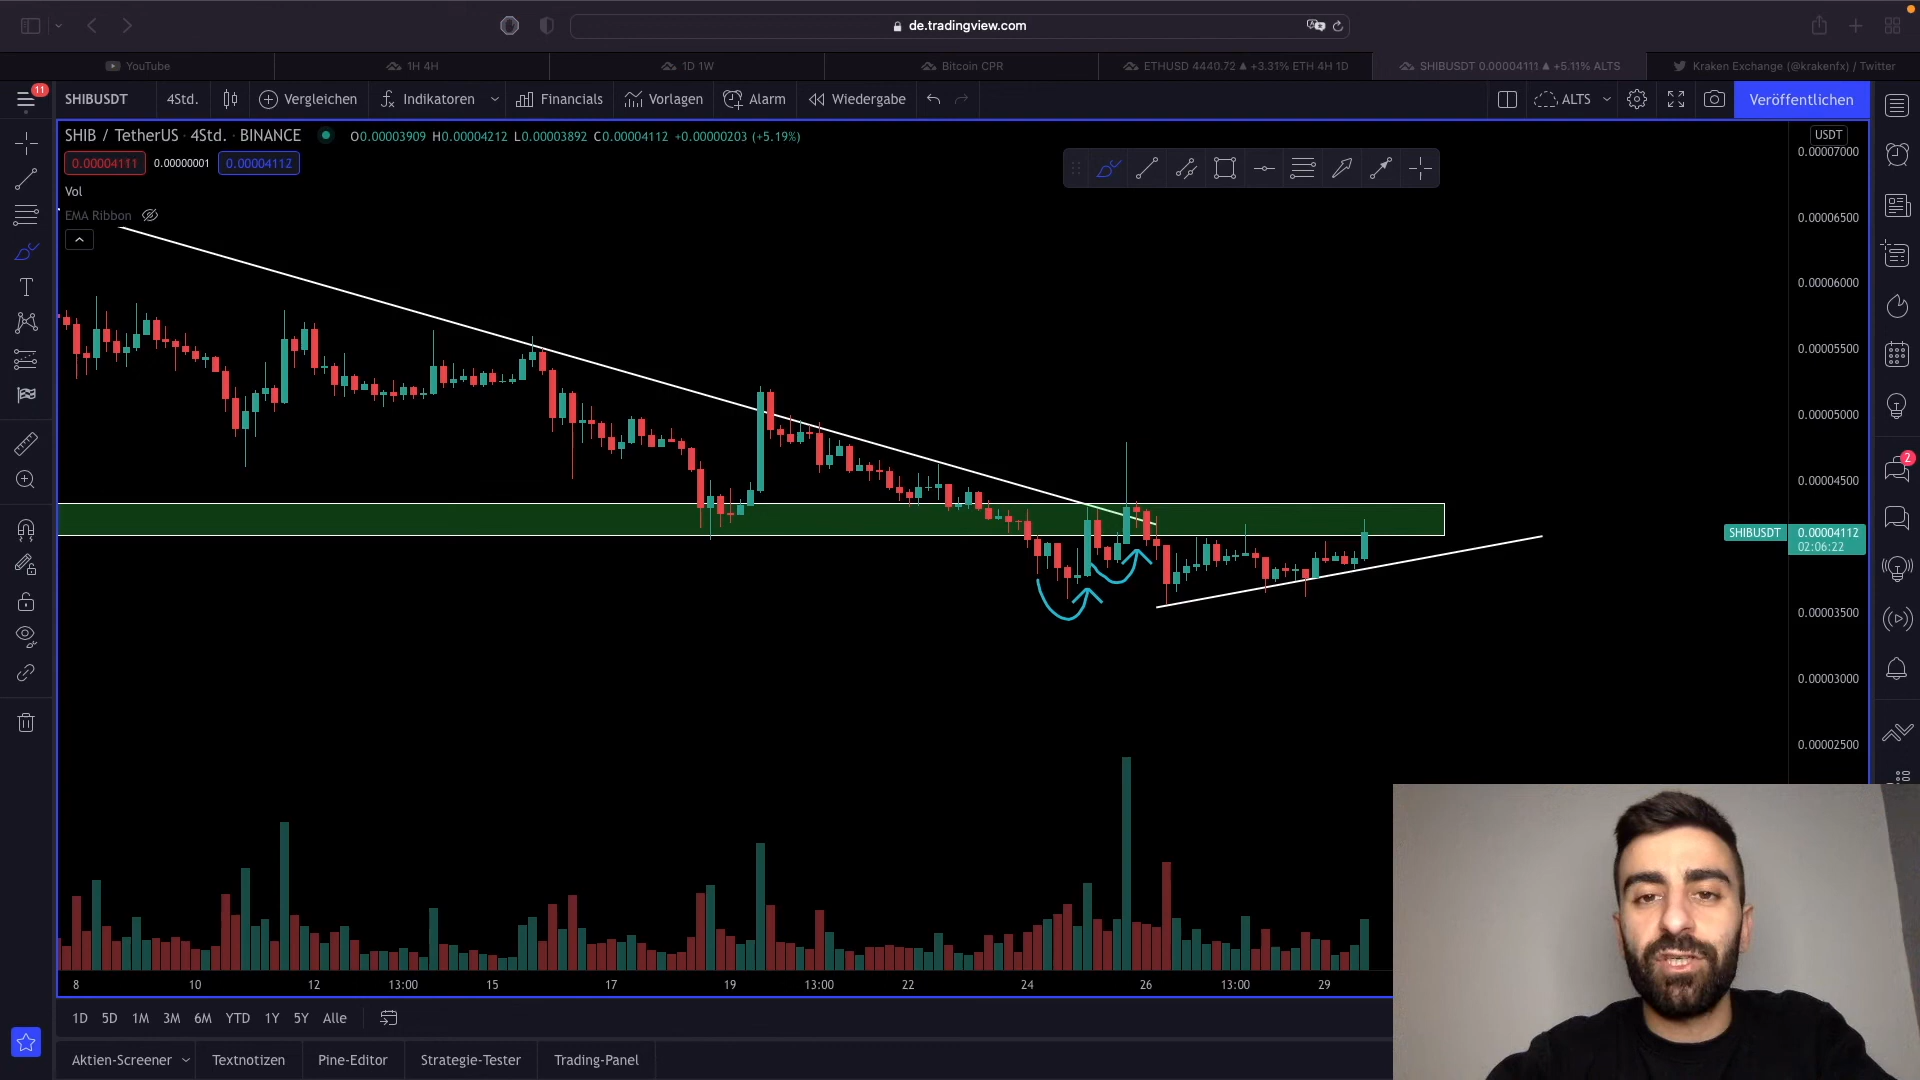 de.tradingview.com
YouTube
1H 4H
1D 1W
Bitcoin CPR
ETHUSD 4440.72 ▲ +3.31% ETH 4H 1D
SHIBUSDT 0.00004111 ▲ +5.11% ALTS
Kraken Exchange (@krakenfx) / Twitter
11
SHIBUSDT
4Std.
Vergleichen
Indikatoren
Financials
Vorlagen
Alarm
Wiedergabe
ALTS
Veröffentlichen
SHIB / TetherUS · 4Std. · BINANCE
O0.00003909 H0.00004212 L0.00003892 C0.00004112 +0.00000203 (+5.19%)
0.00004111
0.00000001
0.00004112
Vol
EMA Ribbon
USDT
0.00007000
0.00006500
0.00006000
0.00005500
0.00005000
0.00004500
SHIBUSDT
0.00004112
02:06:22
0.00003500
0.00003000
0.00002500
2
8
10
12
13:00
15
17
19
13:00
22
24
26
13:00
29
1D
5D
1M
3M
6M
YTD
1Y
5Y
Alle
Aktien-Screener
Textnotizen
Pine-Editor
Strategie-Tester
Trading-Panel